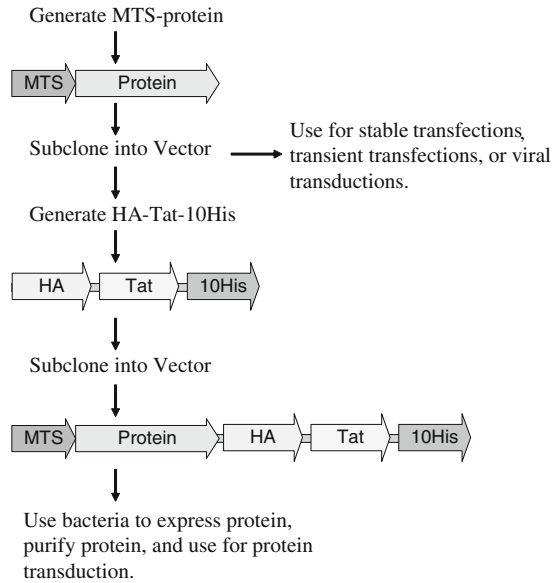 Generate MTS-protein
MTS Protein
Subclone into Vector
Use for stable transfections,
transient transfections, or viral
transductions.
Generate HA-Tat-10His
HA Tat 10His
Subclone into Vector
MTS Protein HA Tat 10His
Use bacteria to express protein,
purify protein, and use for protein
transduction.